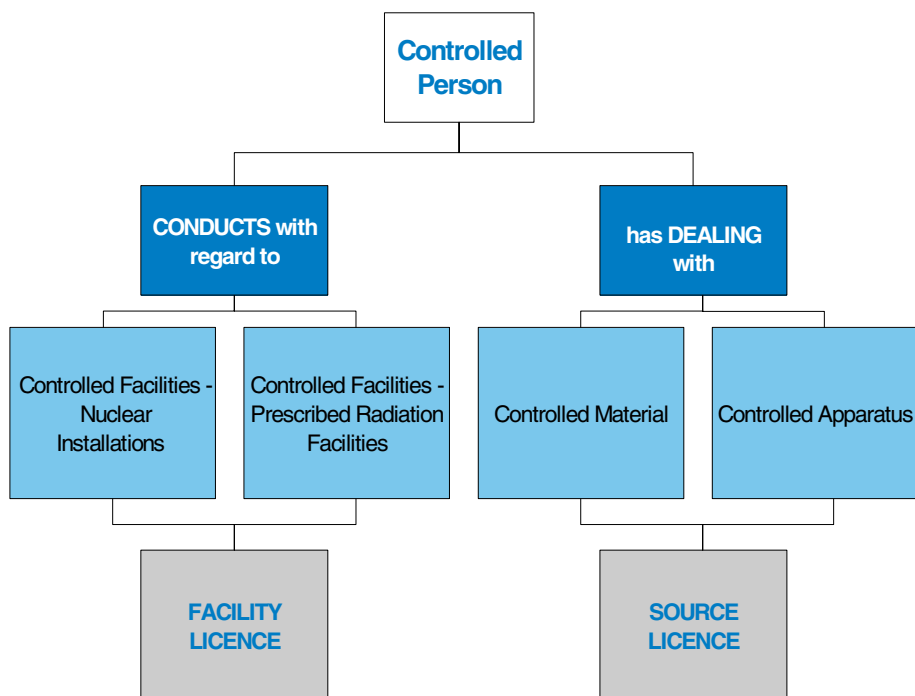 Controlled
Person
CONDUCTS with
regard to
has DEALING
with
Controlled Facilities -
Nuclear
Installations
Controlled Facilities -
Prescribed Radiation
Facilities
Controlled Material
Controlled Apparatus
FACILITY
LICENCE
SOURCE
LICENCE